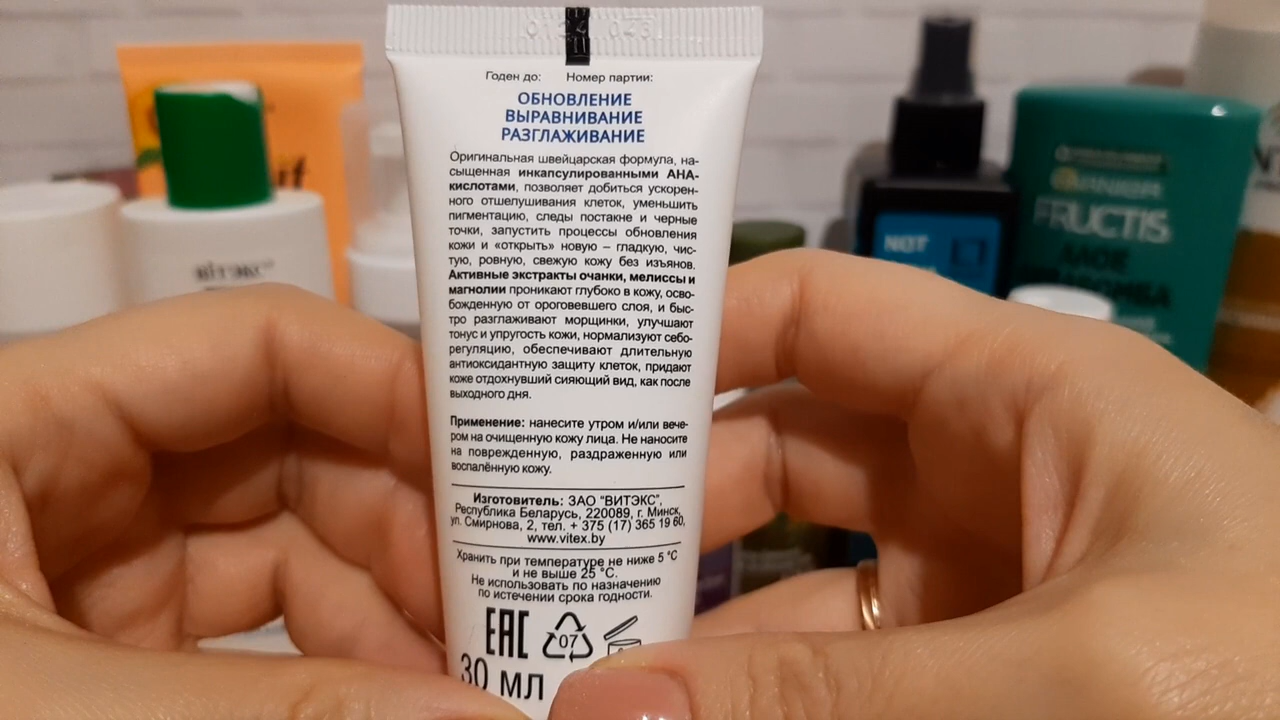 Годен до: Номер партии:
ОБНОВЛЕНИЕ
ВЫРАВНИВАНИЕ
РАЗГЛАЖИВАНИЕ
Оригинальная швейцарская формула, на-
сыщенная инкапсулированными АНА-
кислотами, позволяет добиться ускорен-
ного отшелушивания клеток, уменьшить
пигментацию, следы постакне и черные
точки, запустить процессы обновления
кожи и «открыть» новую – гладкую, чис-
тую, ровную, свежую кожу без изъянов.
Активные экстракты очанки, мелиссы и
магнолии проникают глубоко в кожу, осво-
божденную от ороговевшего слоя, и быс-
тро разглаживают морщинки, улучшают
тонус и упругость кожи, нормализуют себо-
регуляцию, обеспечивают длительную
антиоксидантную защиту клеток, придают
коже отдохнувший сияющий вид, как после
выходного дня.
Применение: нанесите утром и/или вече-
ром на очищенную кожу лица. Не наносите
на поврежденную, раздраженную или
воспалённую кожу.
Изготовитель: ЗАО "ВИТЭКС",
Республика Беларусь, 220089, г. Минск,
ул. Смирнова, 2, тел. + 375 (17) 365 19 60,
www.vitex.by
Хранить при температуре не ниже 5 °C
и не выше 25 °C.
Не использовать по назначению
по истечении срока годности.
EAC
07
30 мл
вiтэкс
NOT
GARNIER
FRUCTIS
АЛОЕ